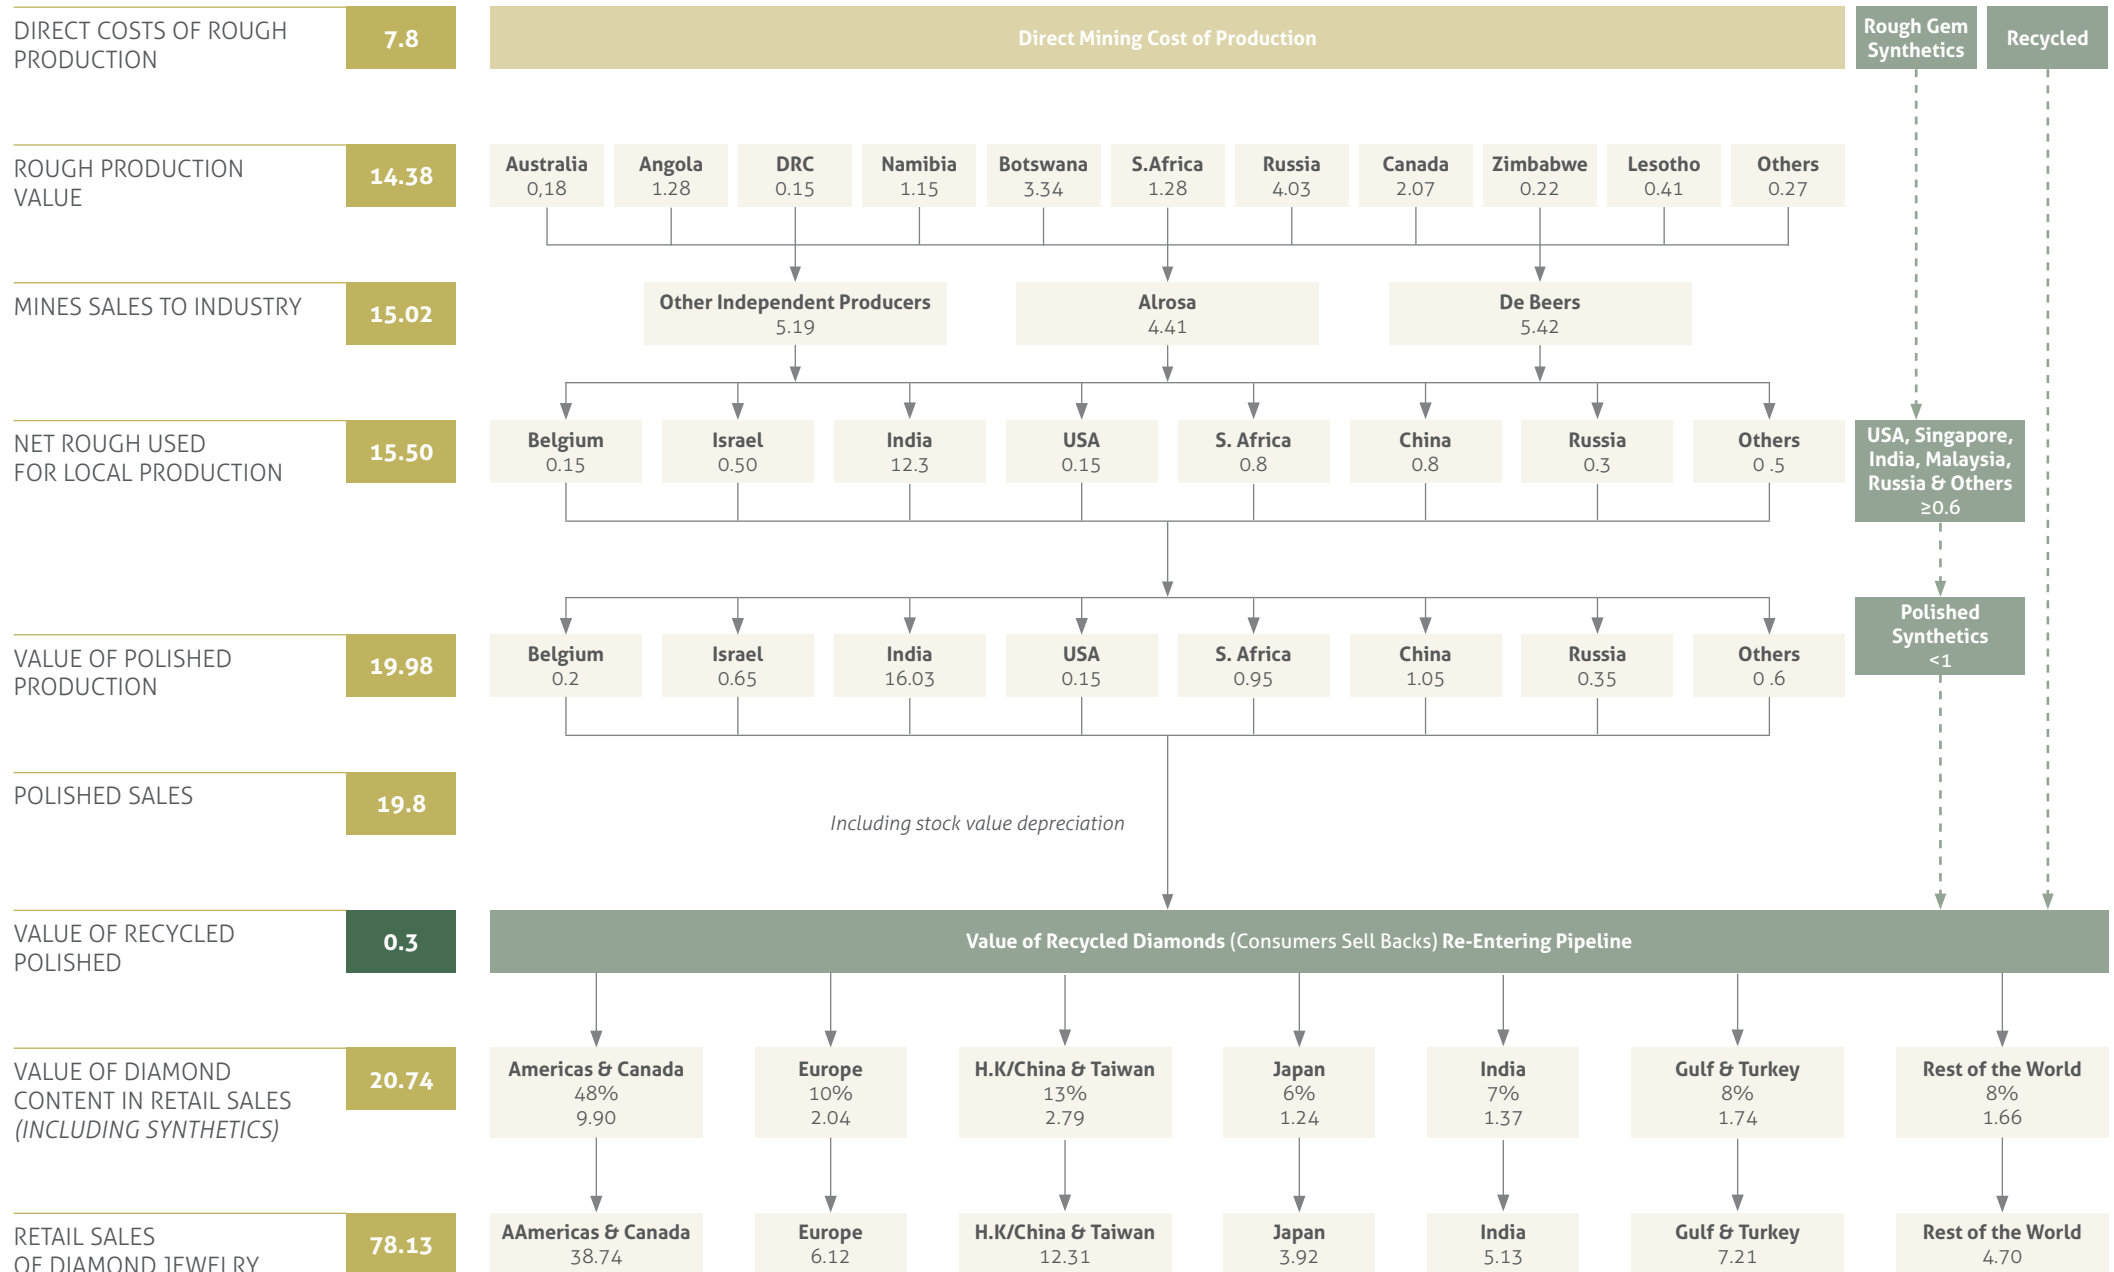 DIRECT COSTS OF ROUGH
PRODUCTION
7.8
Direct Mining Cost of Production
Rough Gem
Synthetics
Recycled
ROUGH PRODUCTION
VALUE
14.38
Australia
0,18
Angola
1.28
DRC
0.15
Namibia
1.15
Botswana
3.34
S.Africa
1.28
Russia
4.03
Canada
2.07
Zimbabwe
0.22
Lesotho
0.41
Others
0.27
MINES SALES TO INDUSTRY
15.02
Other Independent Producers
5.19
Alrosa
4.41
De Beers
5.42
NET ROUGH USED
FOR LOCAL PRODUCTION
15.50
Belgium
0.15
Israel
0.50
India
12.3
USA
0.15
S. Africa
0.8
China
0.8
Russia
0.3
Others
0 .5
USA, Singapore,
India, Malaysia,
Russia & Others
≥0.6
VALUE OF POLISHED
PRODUCTION
19.98
Belgium
0.2
Israel
0.65
India
16.03
USA
0.15
S. Africa
0.95
China
1.05
Russia
0.35
Others
0 .6
Polished
Synthetics
<1
POLISHED SALES
19.8
Including stock value depreciation
VALUE OF RECYCLED
POLISHED
0.3
Value of Recycled Diamonds (Consumers Sell Backs) Re-Entering Pipeline
VALUE OF DIAMOND
CONTENT IN RETAIL SALES
(INCLUDING SYNTHETICS)
20.74
Americas & Canada
48%
9.90
Europe
10%
2.04
H.K/China & Taiwan
13%
2.79
Japan
6%
1.24
India
7%
1.37
Gulf & Turkey
8%
1.74
Rest of the World
8%
1.66
RETAIL SALES
OF DIAMOND JEWELRY
78.13
AAmericas & Canada
38.74
Europe
6.12
H.K/China & Taiwan
12.31
Japan
3.92
India
5.13
Gulf & Turkey
7.21
Rest of the World
4.70